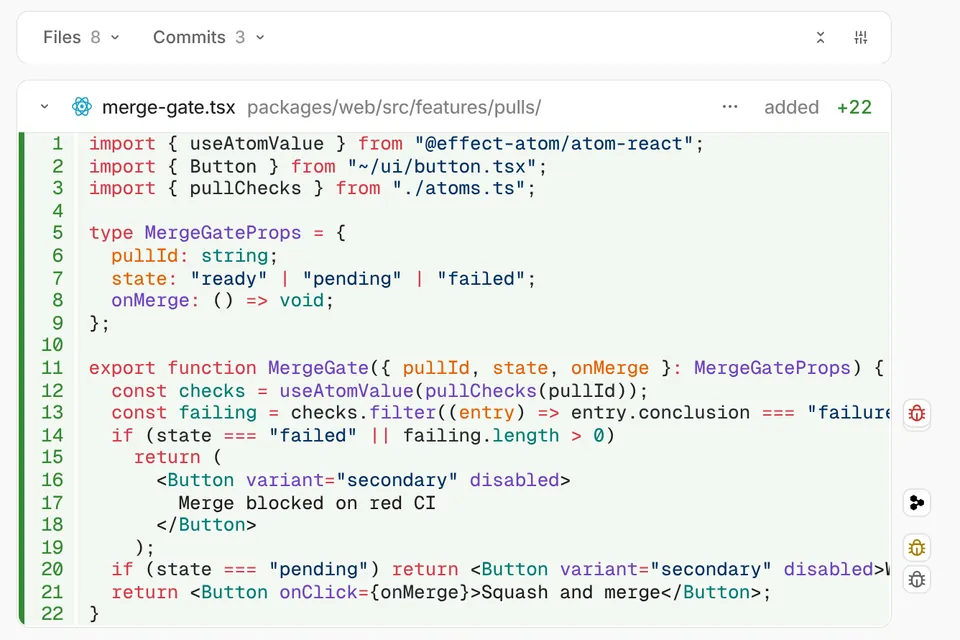 Files 8 Commits 3
merge-gate.tsx packages/web/src/features/pulls/ ··· added +22
1 import { useAtomValue } from "@effect-atom/atom-react";
2 import { Button } from "~/ui/button.tsx";
3 import { pullChecks } from "./atoms.ts";
4
5 type MergeGateProps = {
6   pullId: string;
7   state: "ready" | "pending" | "failed";
8   onMerge: () => void;
9 };
10
11 export function MergeGate({ pullId, state, onMerge }: MergeGateProps) {
12   const checks = useAtomValue(pullChecks(pullId));
13   const failing = checks.filter((entry) => entry.conclusion === "failure
14   if (state === "failed" || failing.length > 0)
15     return (
16       <Button variant="secondary" disabled>
17         Merge blocked on red CI
18       </Button>
19     );
20   if (state === "pending") return <Button variant="secondary" disabled>
21   return <Button onClick={onMerge}>Squash and merge</Button>;
22 }